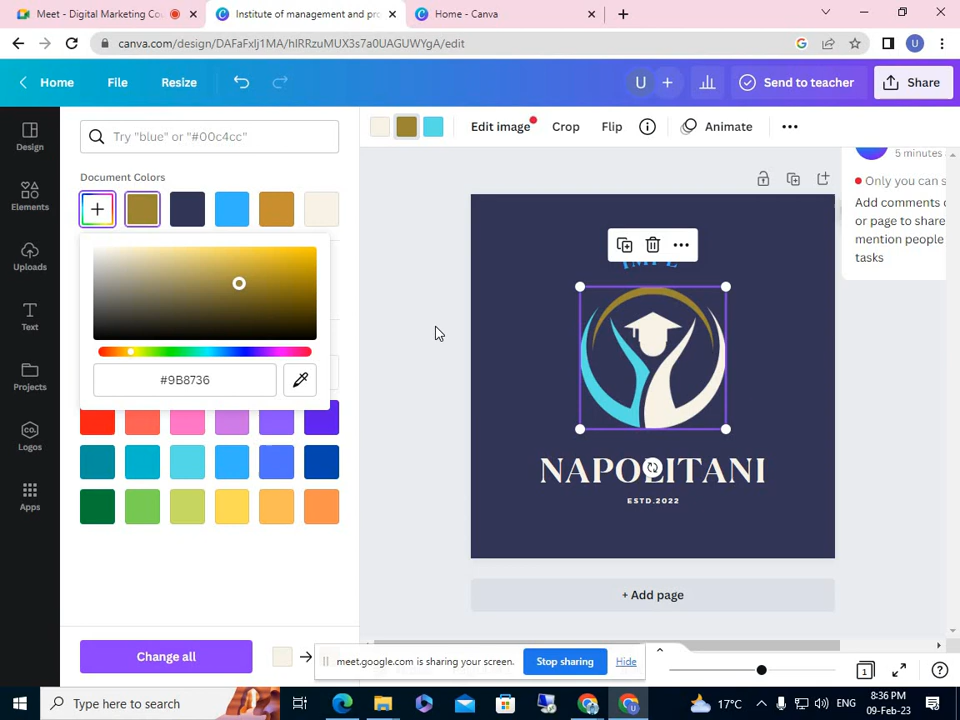 Meet - Digital Marketing Cou
Institute of management and pro
Home - Canva
canva.com/design/DAFaFxlj1MA/hIRRzuMUX3s7a0UAGUWYgA/edit
U
Home
File
Resize
U
Send to teacher
Share
Design
Elements
Uploads
Text
Projects
Logos
Apps
Try "blue" or "#00c4cc"
Document Colors
#9B8736
Change all
Edit image
Crop
Flip
Animate
5 minutes
Only you can s
Add comments
or page to share
mention people
tasks
NAPOLITANI
ESTD.2022
+ Add page
meet.google.com is sharing your screen.
Stop sharing
Hide
1
Type here to search
17°C
ENG
8:36 PM
09-Feb-23